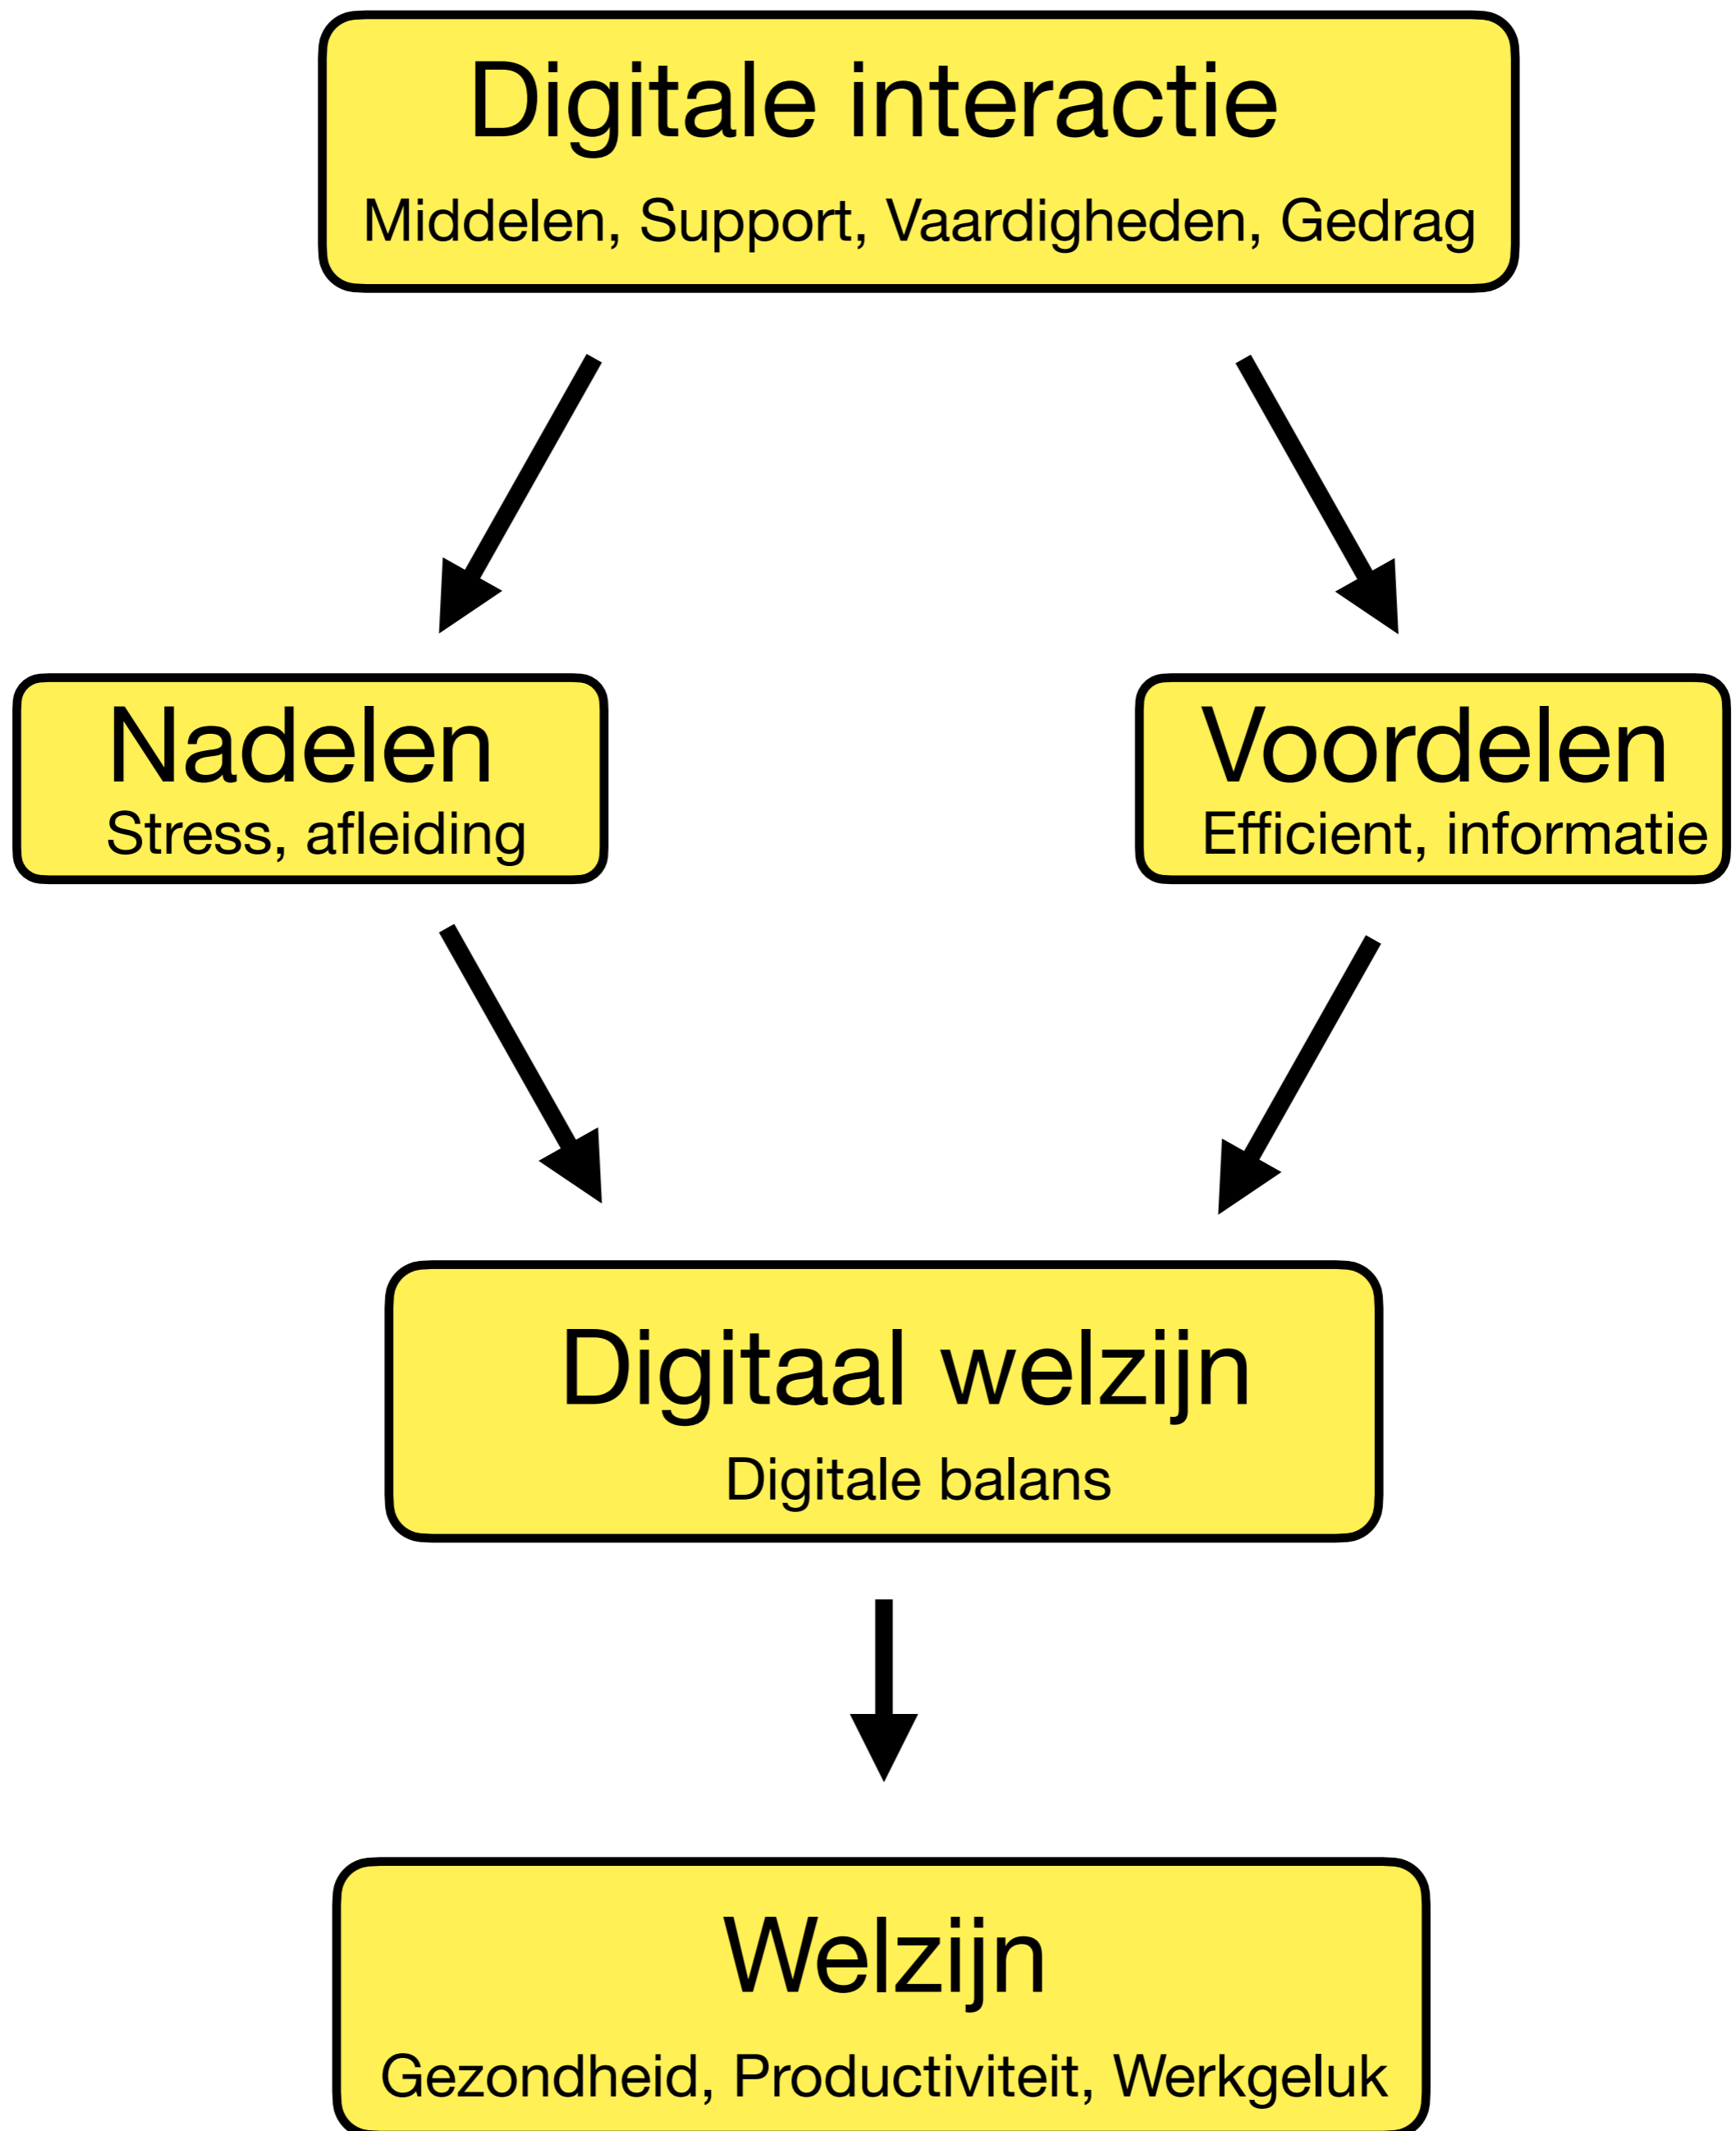 Digitale interactie
Middelen, Support, Vaardigheden, Gedrag
Nadelen
Stress, afleiding
Voordelen
Efficient, informatie
Digitaal welzijn
Digitale balans
Welzijn
Gezondheid, Productiviteit, Werkgeluk